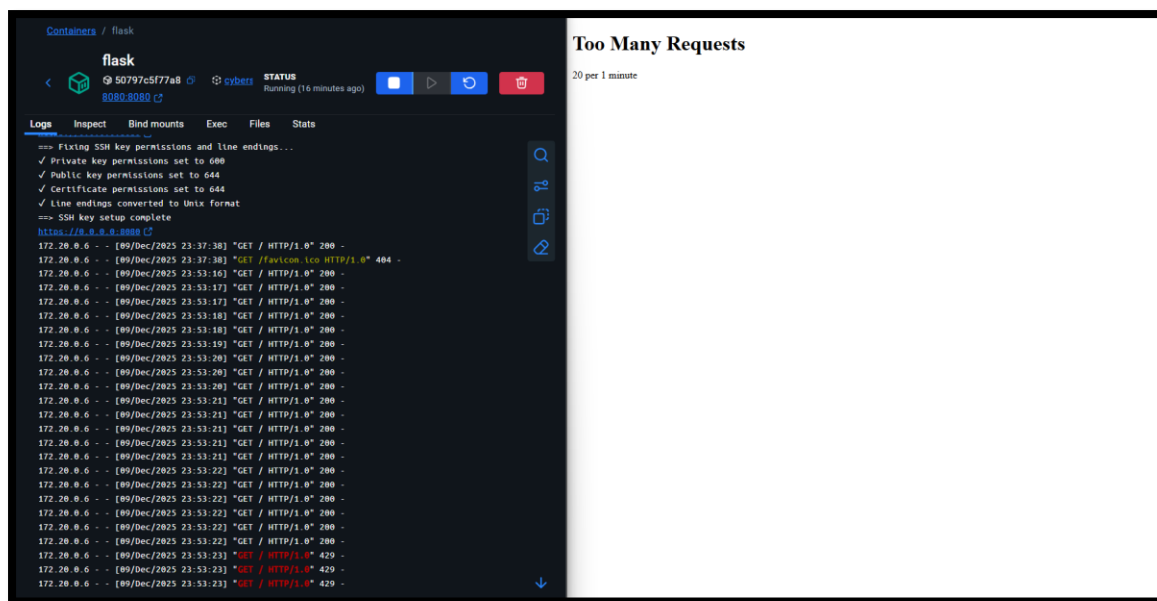 Containers / flask
flask
50797c5f77a8 cybers
8080:8080
STATUS
Running (16 minutes ago)
Logs Inspect Bind mounts Exec Files Stats
==> Fixing SSH key permissions and line endings...
✓ Private key permissions set to 600
✓ Public key permissions set to 644
✓ Certificate permissions set to 644
✓ Line endings converted to Unix format
==> SSH key setup complete
https://0.0.0.0:8080
172.20.0.6 - - [09/Dec/2025 23:37:38] "GET / HTTP/1.0" 200 -
172.20.0.6 - - [09/Dec/2025 23:37:38] "GET /favicon.ico HTTP/1.0" 404 -
172.20.0.6 - - [09/Dec/2025 23:53:16] "GET / HTTP/1.0" 200 -
172.20.0.6 - - [09/Dec/2025 23:53:17] "GET / HTTP/1.0" 200 -
172.20.0.6 - - [09/Dec/2025 23:53:17] "GET / HTTP/1.0" 200 -
172.20.0.6 - - [09/Dec/2025 23:53:18] "GET / HTTP/1.0" 200 -
172.20.0.6 - - [09/Dec/2025 23:53:18] "GET / HTTP/1.0" 200 -
172.20.0.6 - - [09/Dec/2025 23:53:19] "GET / HTTP/1.0" 200 -
172.20.0.6 - - [09/Dec/2025 23:53:20] "GET / HTTP/1.0" 200 -
172.20.0.6 - - [09/Dec/2025 23:53:20] "GET / HTTP/1.0" 200 -
172.20.0.6 - - [09/Dec/2025 23:53:20] "GET / HTTP/1.0" 200 -
172.20.0.6 - - [09/Dec/2025 23:53:21] "GET / HTTP/1.0" 200 -
172.20.0.6 - - [09/Dec/2025 23:53:21] "GET / HTTP/1.0" 200 -
172.20.0.6 - - [09/Dec/2025 23:53:21] "GET / HTTP/1.0" 200 -
172.20.0.6 - - [09/Dec/2025 23:53:21] "GET / HTTP/1.0" 200 -
172.20.0.6 - - [09/Dec/2025 23:53:21] "GET / HTTP/1.0" 200 -
172.20.0.6 - - [09/Dec/2025 23:53:22] "GET / HTTP/1.0" 200 -
172.20.0.6 - - [09/Dec/2025 23:53:22] "GET / HTTP/1.0" 200 -
172.20.0.6 - - [09/Dec/2025 23:53:22] "GET / HTTP/1.0" 200 -
172.20.0.6 - - [09/Dec/2025 23:53:22] "GET / HTTP/1.0" 200 -
172.20.0.6 - - [09/Dec/2025 23:53:22] "GET / HTTP/1.0" 200 -
172.20.0.6 - - [09/Dec/2025 23:53:22] "GET / HTTP/1.0" 200 -
172.20.0.6 - - [09/Dec/2025 23:53:23] "GET / HTTP/1.0" 429 -
172.20.0.6 - - [09/Dec/2025 23:53:23] "GET / HTTP/1.0" 429 -
172.20.0.6 - - [09/Dec/2025 23:53:23] "GET / HTTP/1.0" 429 -
Too Many Requests
20 per 1 minute